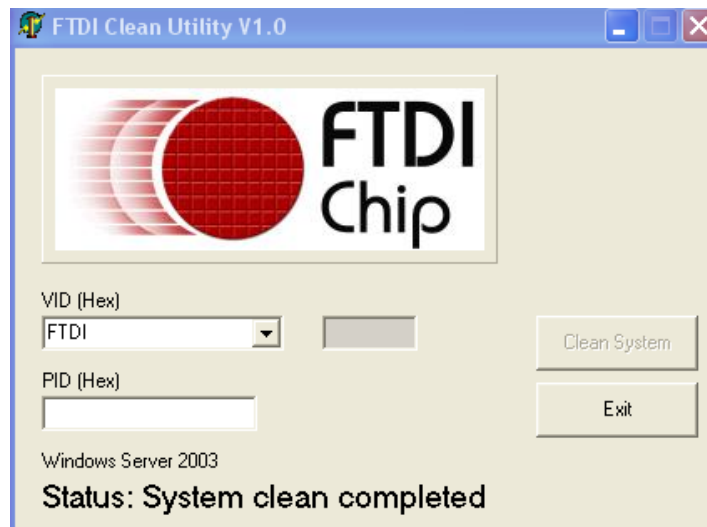 FTDI Clean Utility V1.0
FTDI
Chip
VID (Hex)
FTDI
Clean System
PID (Hex)
Exit
Windows Server 2003
Status: System clean completed